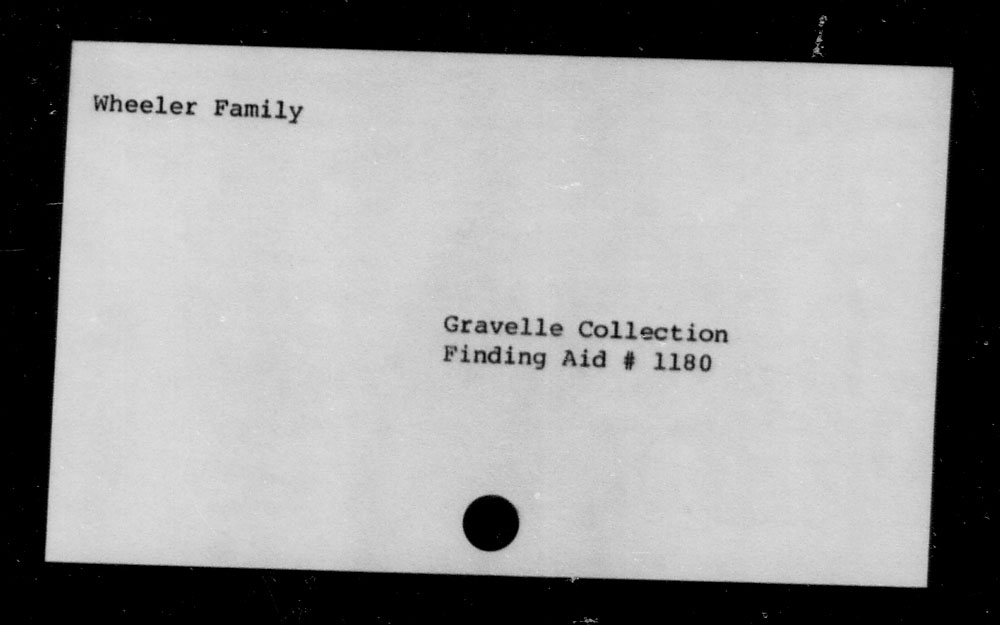 Wheeler Family
Gravelle Collection
Finding Aid # 1180